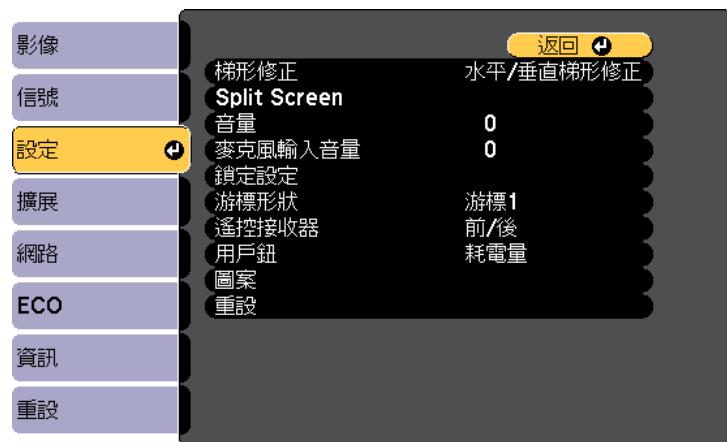 影像
信號
設定
擴展
網路
ECO
資訊
重設
返回
梯形修正 水平/垂直梯形修正
Split Screen
音量 0
麥克風輸入音量 0
鎖定設定
游標形狀 游標1
遙控接收器 前/後
用戶鈕 耗電量
圖案
重設